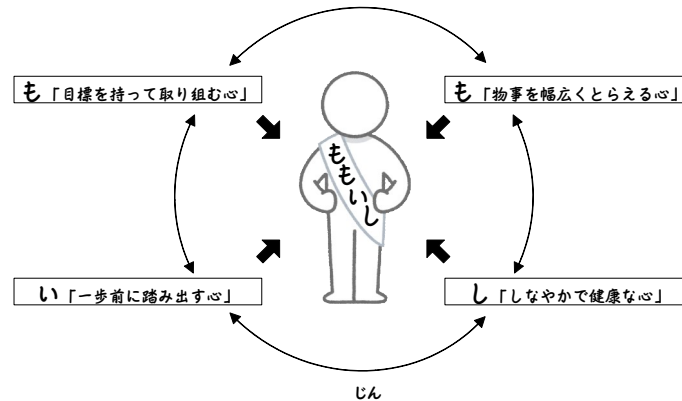 も「目標を持って取り組む心」
も「物事を幅広くとらえる心」
ももいし
い「一歩前に踏み出す心」
し「しなやかで健康な心」
じん